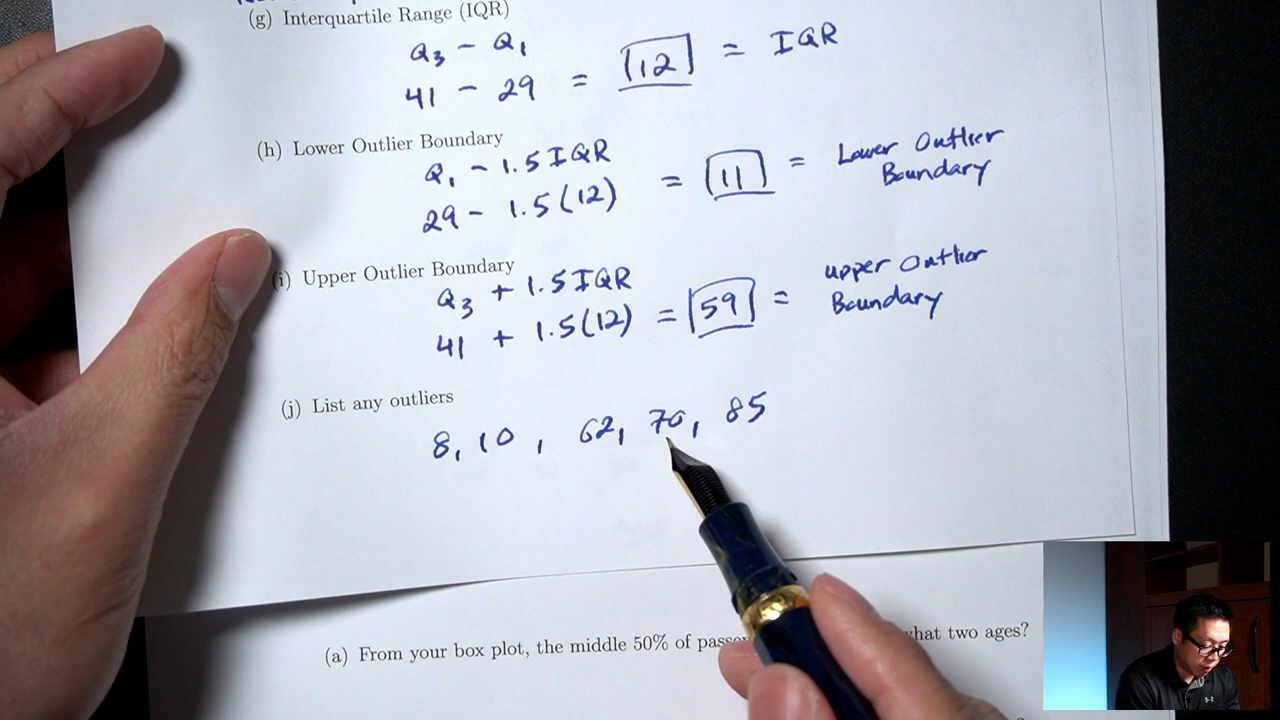 (g) Interquartile Range (IQR)
Q3 - Q1
41 - 29 = 12 = IQR
(h) Lower Outlier Boundary
Q1 - 1.5 IQR
29 - 1.5(12) = 11 = Lower Outlier Boundary
(i) Upper Outlier Boundary
Q3 + 1.5 IQR
41 + 1.5(12) = 59 = upper Outlier Boundary
(j) List any outliers
8, 10, 62, 70, 85
(a) From your box plot, the middle 50% of what two ages?